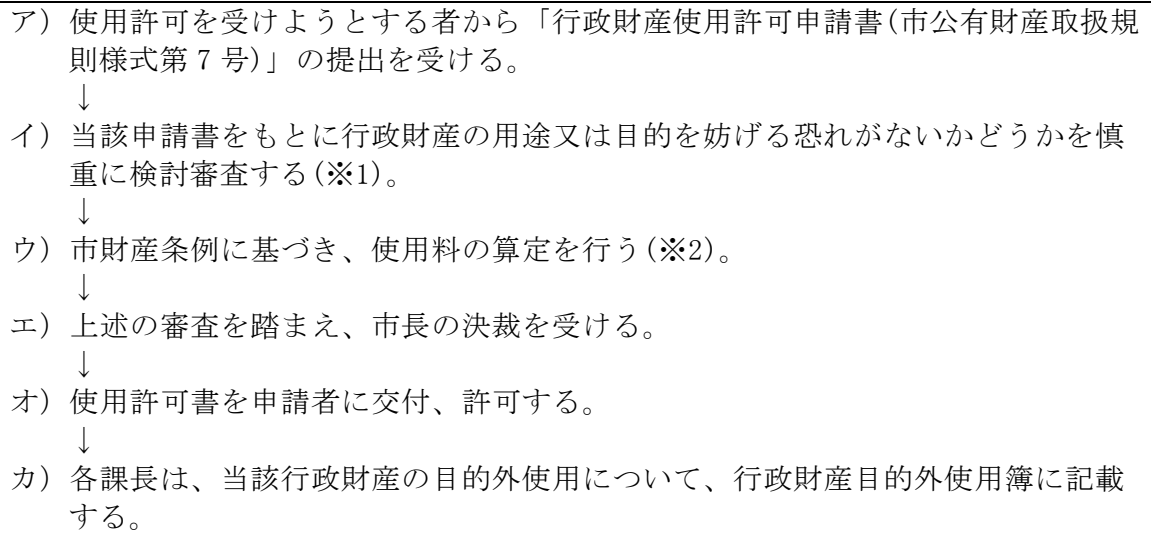 ア) 使用許可を受けようとする者から「行政財産使用許可申請書(市公有財産取扱規
則様式第7号)」の提出を受ける。
↓
イ) 当該申請書をもとに行政財産の用途又は目的を妨げる恐れがないかどうかを慎
重に検討審査する(※1)。
↓
ウ) 市財産条例に基づき、使用料の算定を行う(※2)。
↓
エ) 上述の審査を踏まえ、市長の決裁を受ける。
↓
オ) 使用許可書を申請者に交付、許可する。
↓
カ) 各課長は、当該行政財産の目的外使用について、行政財産目的外使用簿に記載
する。